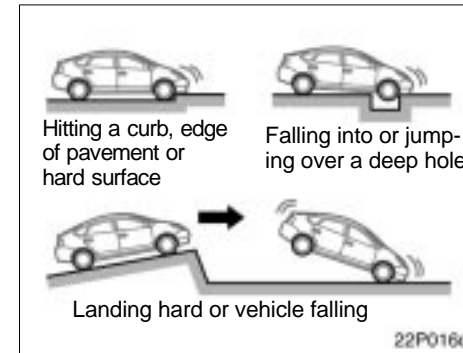 Hitting a curb, edge
of pavement or
hard surface
Falling into or jump-
ing over a deep hole
Landing hard or vehicle falling
22P016